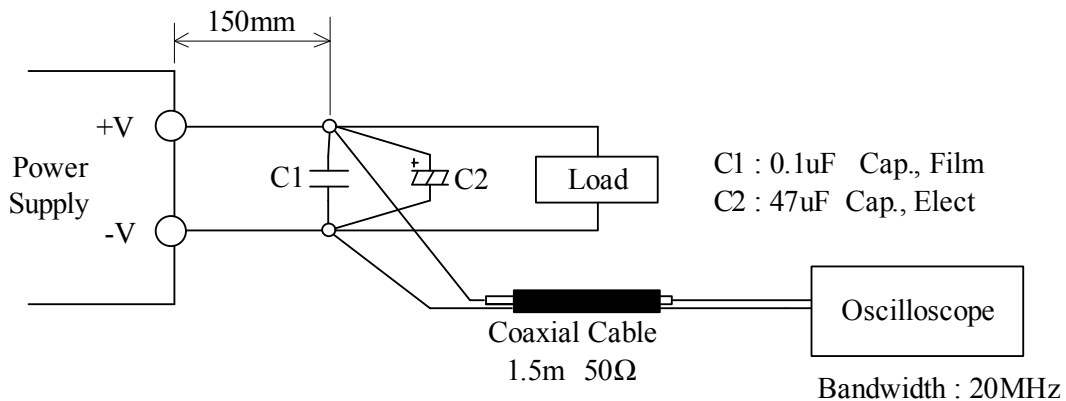 150mm
+V
Power
Supply
-V
C1
C2
Load
C1 : 0.1uF Cap., Film
C2 : 47uF Cap., Elect
+
Coaxial Cable
1.5m 50Ω
Oscilloscope
Bandwidth : 20MHz